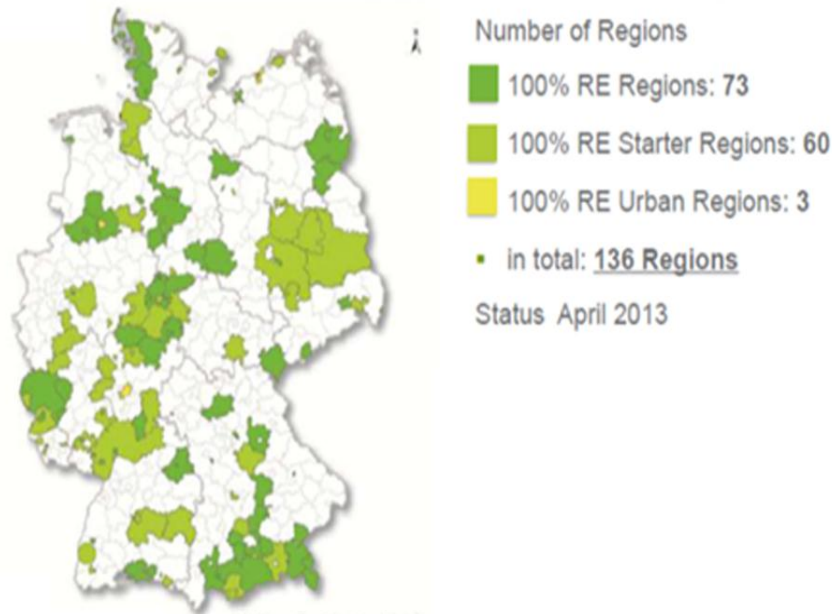 Number of Regions
100% RE Regions: 73
100% RE Starter Regions: 60
100% RE Urban Regions: 3
in total: 136 Regions
Status April 2013